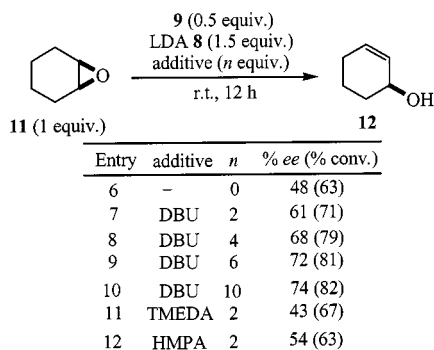 9 (0.5 equiv.)
LDA 8 (1.5 equiv.)
additive (n equiv.)
r.t., 12 h
O
OH
11 (1 equiv.)
12
Entry additive n % ee (% conv.)
6 – 0 48 (63)
7 DBU 2 61 (71)
8 DBU 4 68 (79)
9 DBU 6 72 (81)
10 DBU 10 74 (82)
11 TMEDA 2 43 (67)
12 HMPA 2 54 (63)